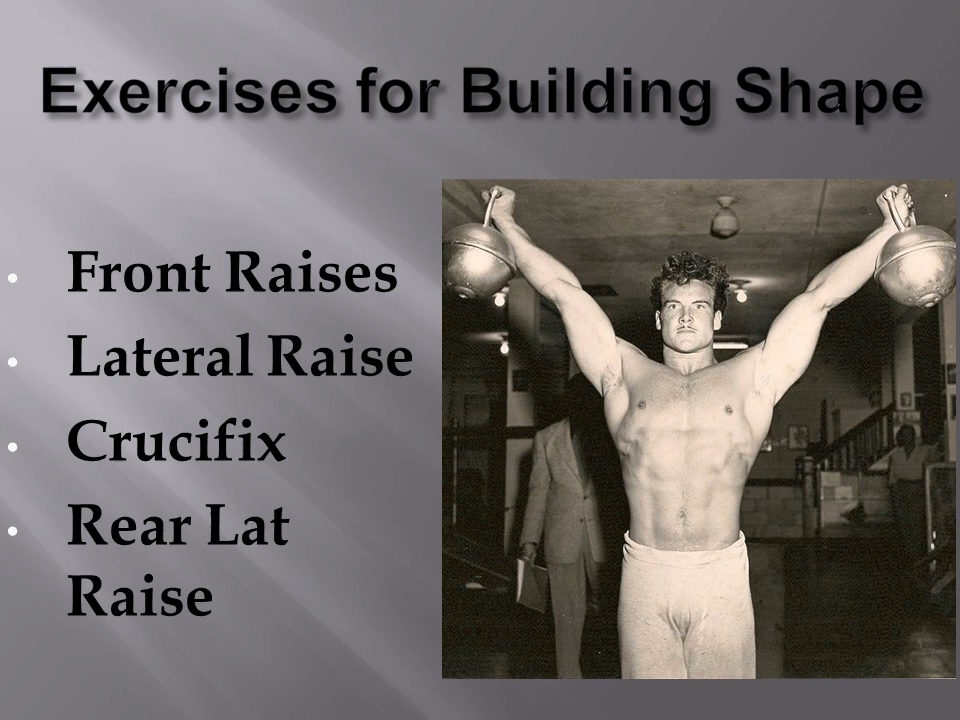 Exercises for Building Shape
• Front Raises
• Lateral Raise
• Crucifix
• Rear Lat
Raise